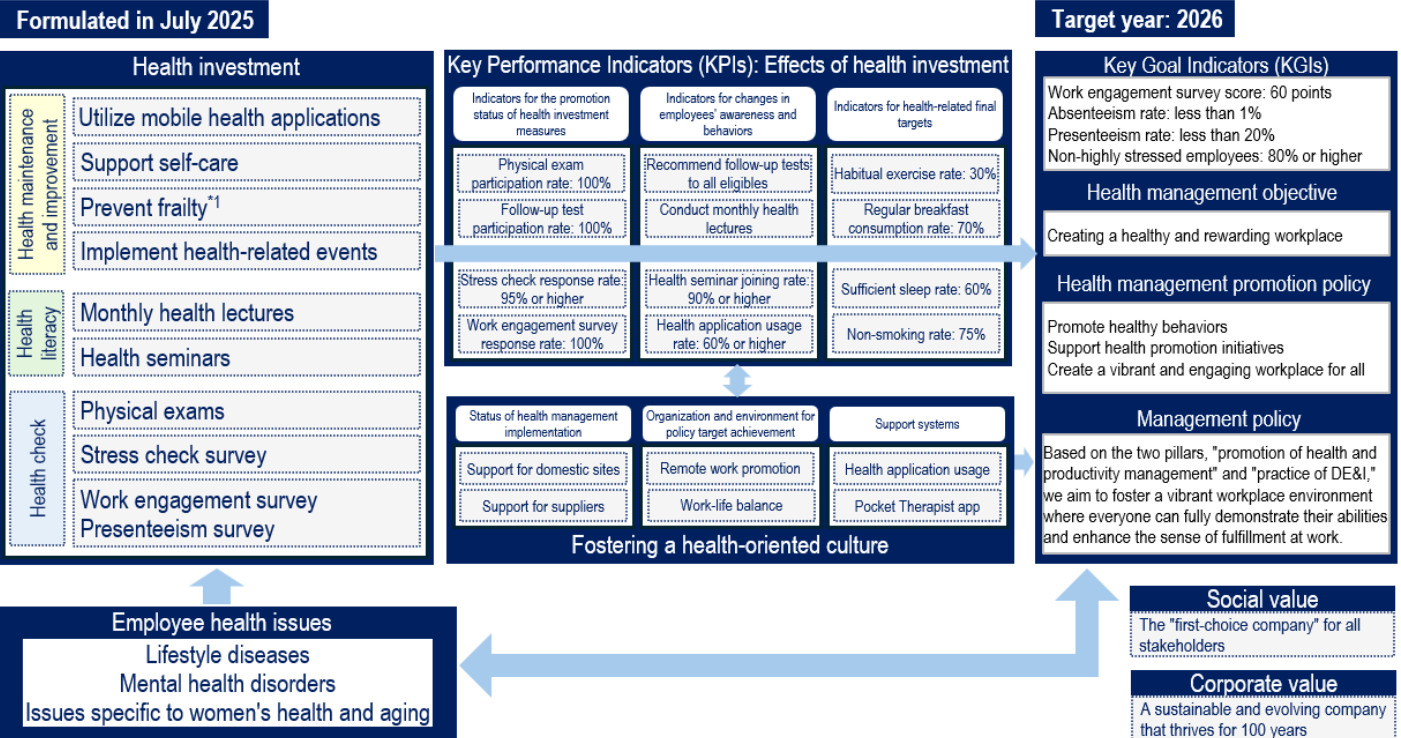 Formulated in July 2025
Target year: 2026
Health investment
Health maintenance
and improvement
Utilize mobile health applications
Support self-care
Prevent frailty*1
Implement health-related events
Health
literacy
Monthly health lectures
Health seminars
Health check
Physical exams
Stress check survey
Work engagement survey
Presenteeism survey
Key Performance Indicators (KPIs): Effects of health investment
Indicators for the promotion
status of health investment
measures
Physical exam
participation rate: 100%
Follow-up test
participation rate: 100%
Stress check response rate:
95% or higher
Work engagement survey
response rate: 100%
Indicators for changes in
employees' awareness and
behaviors
Recommend follow-up tests
to all eligibles
Conduct monthly health
lectures
Health seminar joining rate:
90% or higher
Health application usage
rate: 60% or higher
Indicators for health-related final
targets
Habitual exercise rate: 30%
Regular breakfast
consumption rate: 70%
Sufficient sleep rate: 60%
Non-smoking rate: 75%
Status of health management
implementation
Support for domestic sites
Support for suppliers
Organization and environment for
policy target achievement
Remote work promotion
Work-life balance
Support systems
Health application usage
Pocket Therapist app
Fostering a health-oriented culture
Key Goal Indicators (KGIs)
Work engagement survey score: 60 points
Absenteeism rate: less than 1%
Presenteeism rate: less than 20%
Non-highly stressed employees: 80% or higher
Health management objective
Creating a healthy and rewarding workplace
Health management promotion policy
Promote healthy behaviors
Support health promotion initiatives
Create a vibrant and engaging workplace for all
Management policy
Based on the two pillars, "promotion of health and
productivity management" and "practice of DE&I,"
we aim to foster a vibrant workplace environment
where everyone can fully demonstrate their abilities
and enhance the sense of fulfillment at work.
Employee health issues
Lifestyle diseases
Mental health disorders
Issues specific to women's health and aging
Social value
The "first-choice company" for all
stakeholders
Corporate value
A sustainable and evolving company
that thrives for 100 years